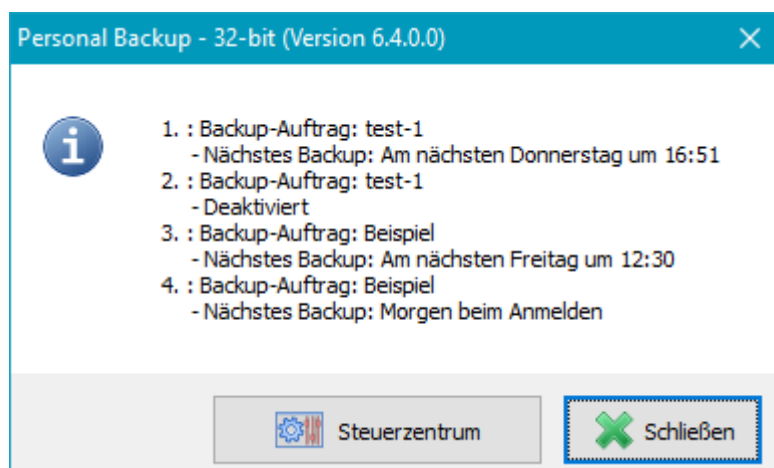 Personal Backup - 32-bit (Version 6.4.0.0)
1. : Backup-Auftrag: test-1
- Nächstes Backup: Am nächsten Donnerstag um 16:51
2. : Backup-Auftrag: test-1
- Deaktiviert
3. : Backup-Auftrag: Beispiel
- Nächstes Backup: Am nächsten Freitag um 12:30
4. : Backup-Auftrag: Beispiel
- Nächstes Backup: Morgen beim Anmelden
Steuerzentrum
Schließen